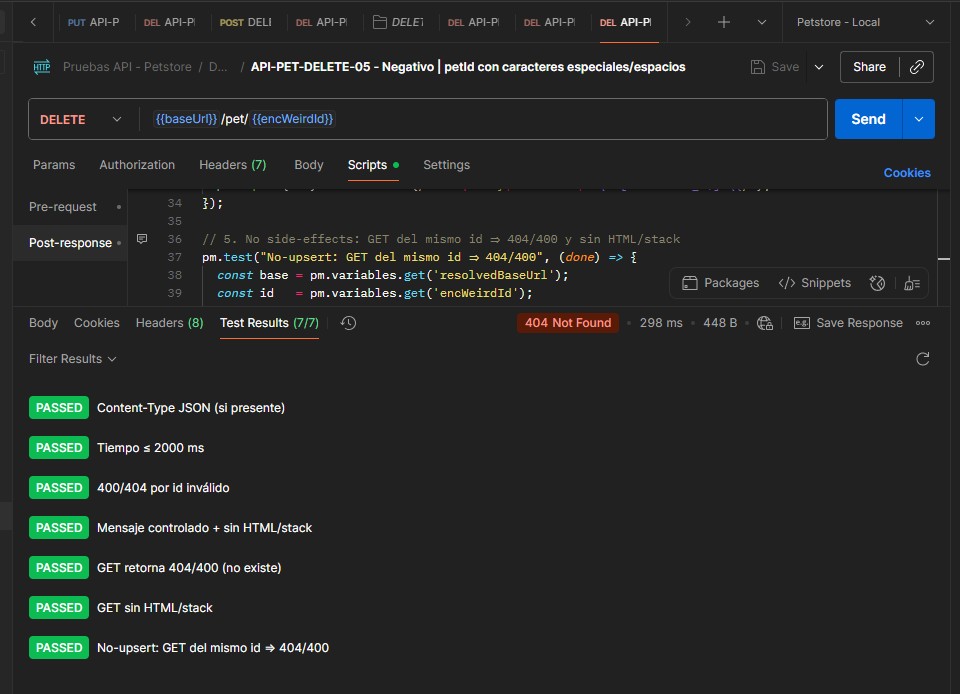 PUT API-P DEL API-P POST DELI DEL API-P DELET DEL API-P DEL API-P DEL API-P Petstore - Local
HTTP Pruebas API - Petstore / D... / API-PET-DELETE-05 - Negativo | petId con caracteres especiales/espacios Save Share
DELETE {{baseUrl}} /pet/ {{encWeirdId}} Send
Params Authorization Headers (7) Body Scripts Settings Cookies
Pre-request
Post-response
34 });
35
36 // 5. No side-effects: GET del mismo id ⇒ 404/400 y sin HTML/stack
37 pm.test("No-upsert: GET del mismo id ⇒ 404/400", (done) => {
38 const base = pm.variables.get('resolvedBaseUrl');
39 const id = pm.variables.get('encWeirdId');
Packages Snippets
Body Cookies Headers (8) Test Results (7/7) 404 Not Found 298 ms 448 B e.g. Save Response
Filter Results
PASSED Content-Type JSON (si presente)
PASSED Tiempo ≤ 2000 ms
PASSED 400/404 por id inválido
PASSED Mensaje controlado + sin HTML/stack
PASSED GET retorna 404/400 (no existe)
PASSED GET sin HTML/stack
PASSED No-upsert: GET del mismo id ⇒ 404/400